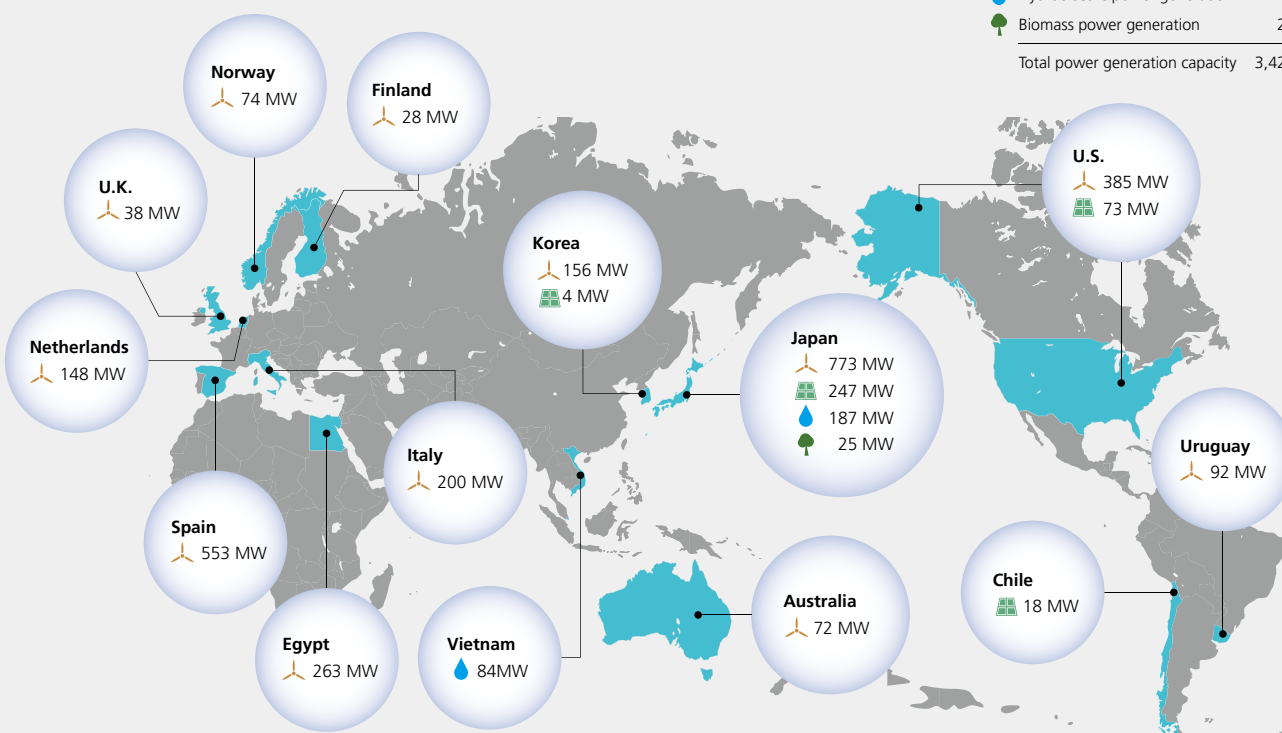 Biomass power generation
Total power generation capacity
Norway
74 MW
Finland
28 MW
U.K.
38 MW
U.S.
385 MW
73 MW
Korea
156 MW
4 MW
Netherlands
148 MW
Japan
773 MW
247 MW
187 MW
25 MW
Italy
200 MW
Uruguay
92 MW
Spain
553 MW
Australia
72 MW
Chile
18 MW
Egypt
263 MW
Vietnam
84MW